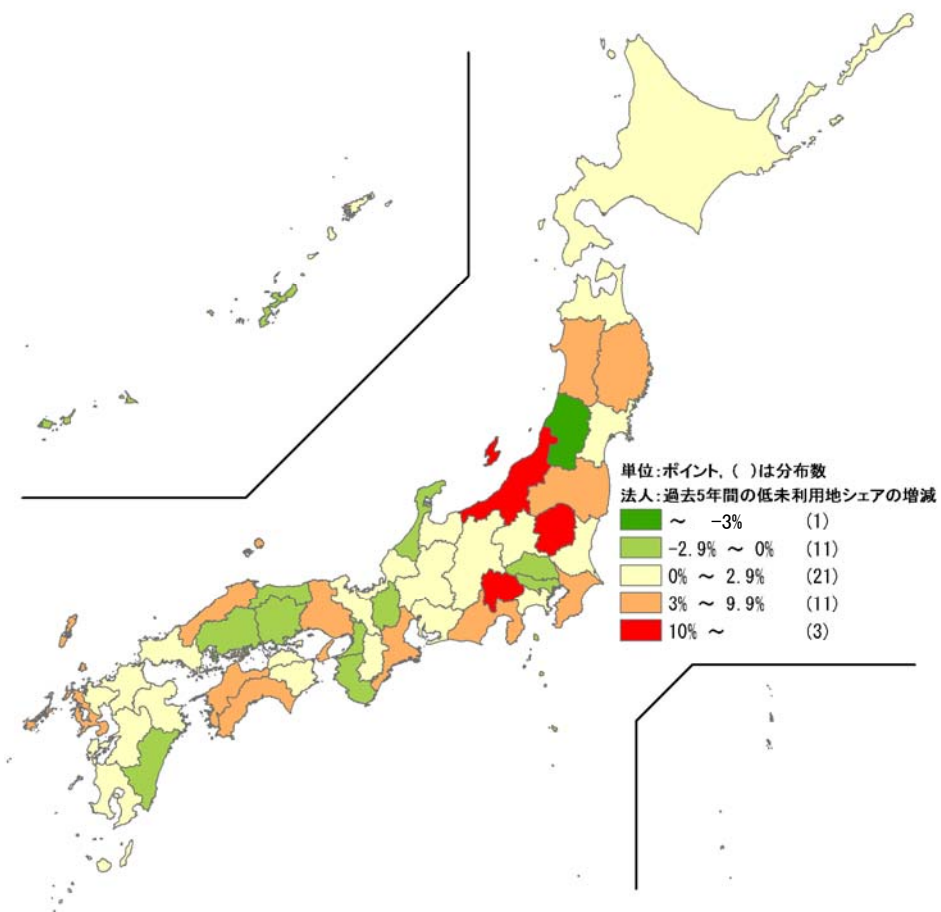 単位:ポイント，( )は分布数
法人:過去5年間の低未利用地シェアの増減
～ -3% (1)
-2.9% ～ 0% (11)
0% ～ 2.9% (21)
3% ～ 9.9% (11)
10% ～ (3)